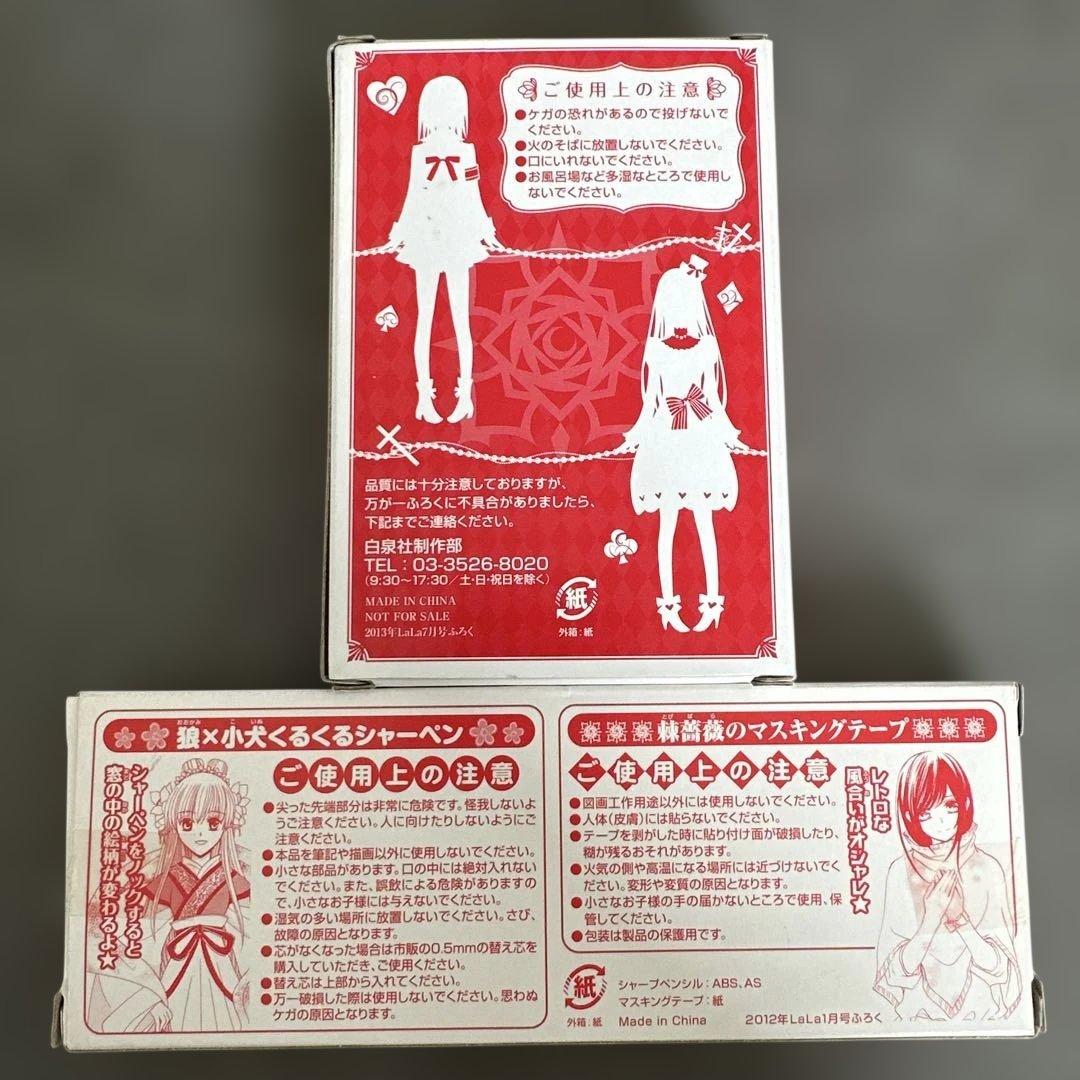 ご使用上の注意
●ケガの恐れがあるので投げないで
ください。
●火のそばに放置しないでください。
●口にいれないでください。
●お風呂場など多湿なところで使用し
ないでください。
品質には十分注意しておりますが、
万が一ふろくに不具合がありましたら、
下記までご連絡ください。
白泉社制作部
TEL：03-3526-8020
(9:30〜17:30／土・日・祝日を除く)
MADE IN CHINA
NOT FOR SALE
2013年LaLa7月号ふろく
紙
外箱：紙
おおかみ こいぬ
狼×小犬くるくるシャーペン
シャーペンをノックすると
窓の中の絵柄が変わるよ★
ご使用上の注意
●尖った先端部分は非常に危険です。怪我しないよ
うご注意ください。人に向けたりしないようにご
注意ください。
●本品を筆記や描画以外に使用しないでください。
●小さな部品があります。口の中には絶対入れない
でください。また、誤飲による危険がありますの
で、小さなお子様には与えないでください。
●湿気の多い場所に放置しないでください。さび、
故障の原因となります。
●芯がなくなった場合は市販の0.5mmの替え芯を
購入していただき、ご使用ください。
●替え芯は上部から入れてください。
●万一破損した際は使用しないでください。思わぬ
ケガの原因となります。
とげばら
棘薔薇のマスキングテープ
ご使用上の注意
●図画工作用途以外には使用しないでください。
●人体(皮膚)には貼らないでください。
●テープを剥がした時に貼り付け面が破損したり、
糊が残るおそれがあります。
●火気の側や高温になる場所には近づけないでくだ
さい。変形や変質の原因となります。
●小さなお子様の手の届かないところで使用、保
管してください。
●包装は製品の保護用です。
レトロな
風合いがオシャレ★
紙
外箱：紙
シャープペンシル：ABS、AS
マスキングテープ：紙
Made in China
2012年LaLa1月号ふろく